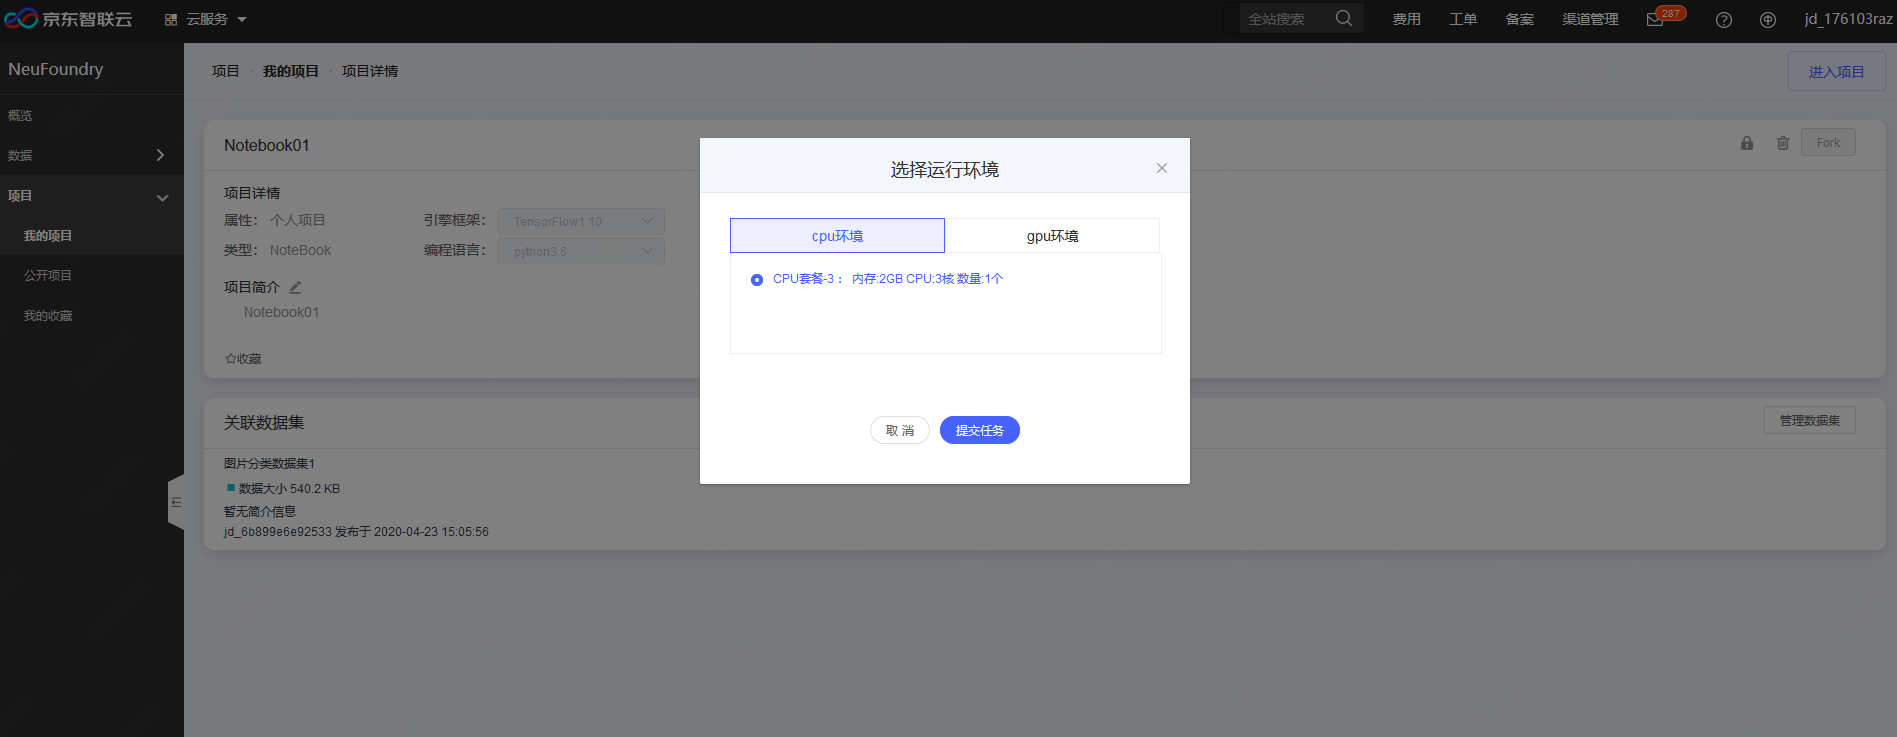 京东智联云 云服务 全站搜索 费用 工单 备案 渠道管理 287 jd_176103raz
NeuFoundry
概览
数据
项目
我的项目
公开项目
我的收藏
项目 · 我的项目 · 项目详情
进入项目
Notebook01
Fork
项目详情
属性: 个人项目 引擎框架: TensorFlow1.10
类型: NoteBook 编程语言: python3.6
项目简介
Notebook01
收藏
关联数据集
管理数据集
图片分类数据集1
数据大小 540.2 KB
暂无简介信息
jd_6b899e6e92533 发布于 2020-04-23 15:05:56
选择运行环境
cpu环境 gpu环境
CPU套餐-3： 内存:2GB CPU:3核 数量:1个
取 消 提交任务